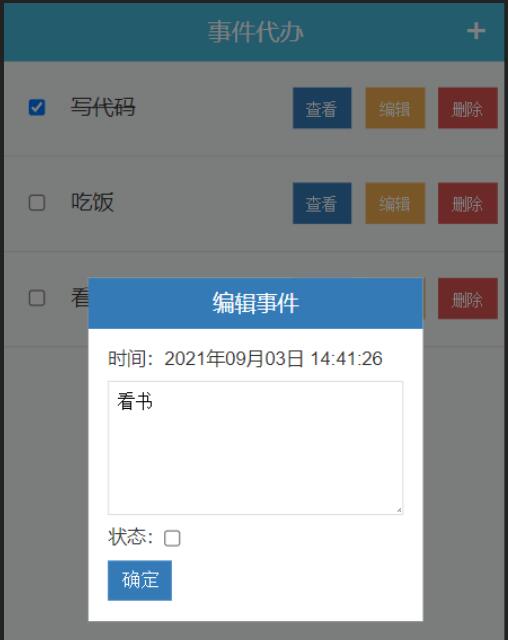 事件代办 +
写代码 查看 编辑 删除
吃饭 查看 编辑 删除
看 删除
编辑事件
时间：2021年09月03日 14:41:26
看书
状态：
确定